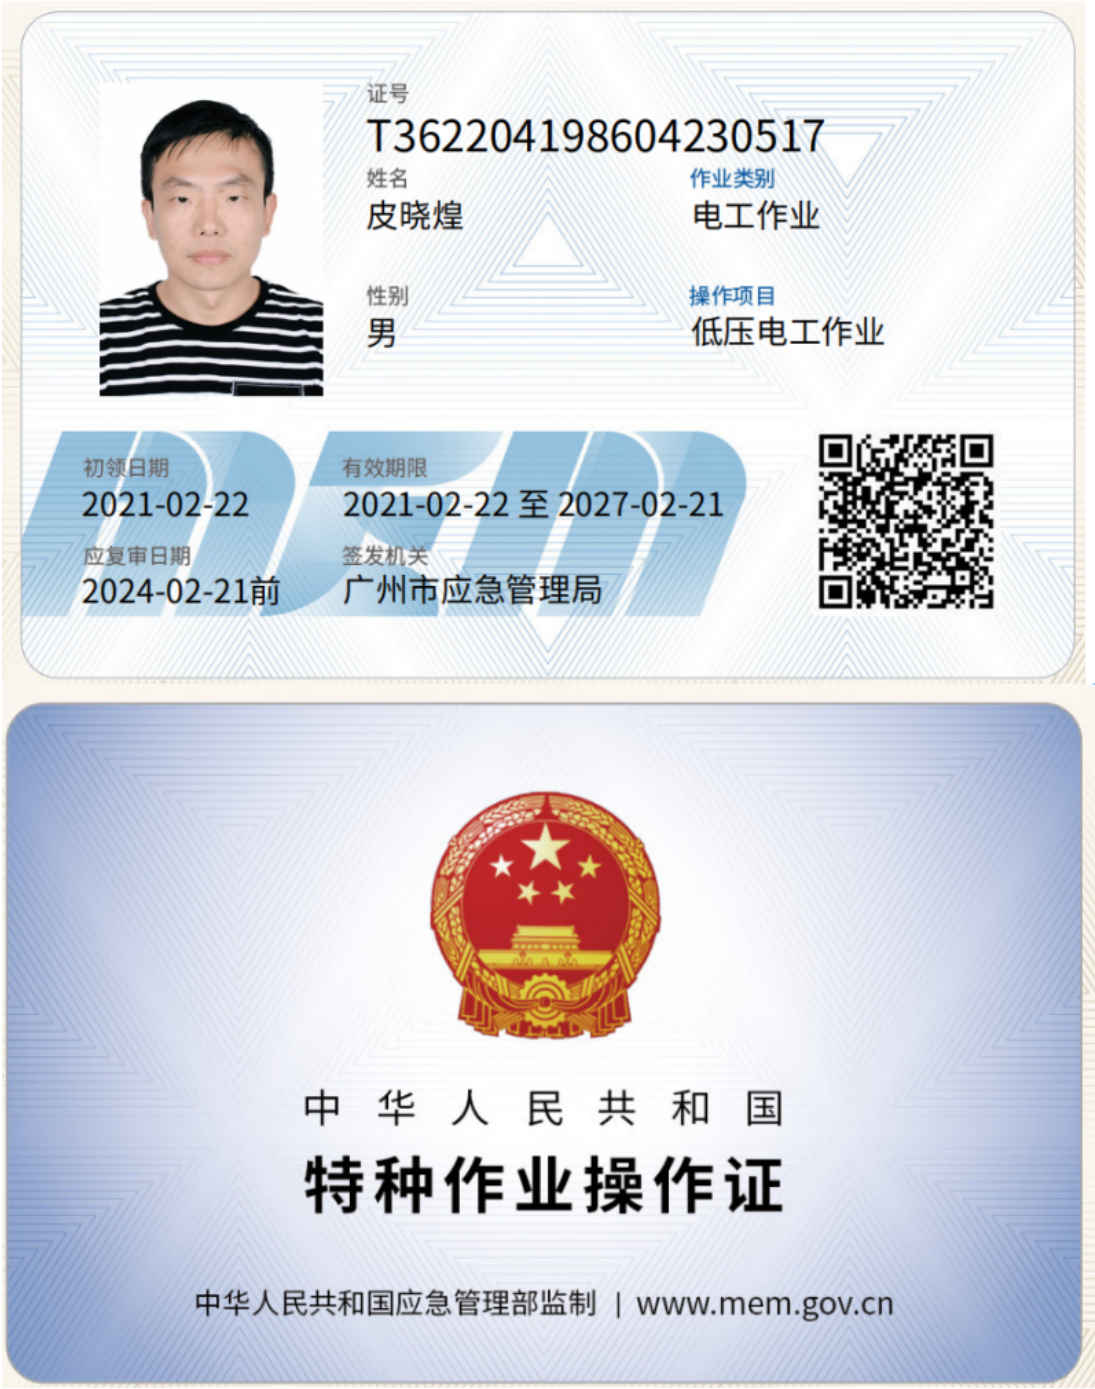 证号
T362204198604230517
姓名
作业类别
皮晓煌
电工作业
性别
操作项目
男
低压电工作业
初领日期
有效期限
2021-02-22
2021-02-22 至 2027-02-21
应复审日期
签发机关
2024-02-21前
广州市应急管理局
中华人民共和国
特种作业操作证
中华人民共和国应急管理部监制 | www.mem.gov.cn